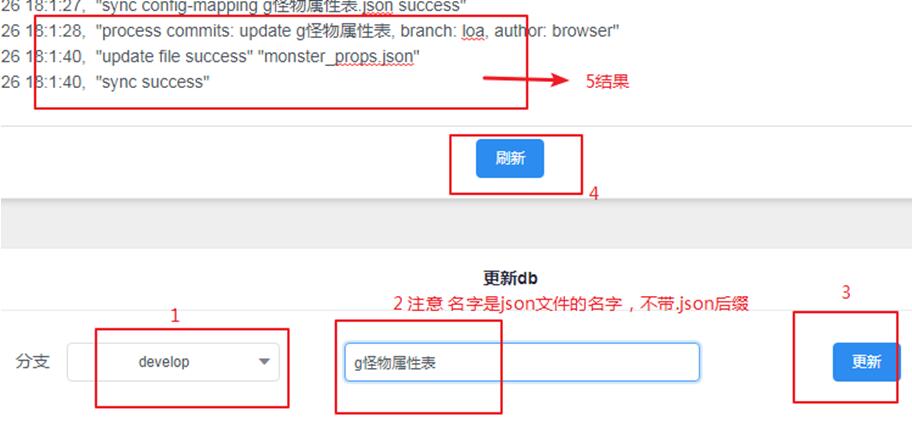 26 18:1:27, "sync config-mapping g怪物属性表.json success"
26 18:1:28, "process commits: update g怪物属性表, branch: loa, author: browser"
26 18:1:40, "update file success" "monster_props.json"
26 18:1:40, "sync success"
5结果
刷新
4
更新db
2 注意 名字是json文件的名字，不带.json后缀
3
1
分支
develop
g怪物属性表
更新